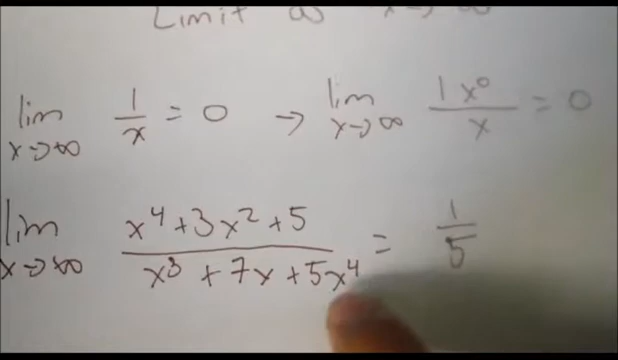 Limit as x→∞
lim x→∞ 1/x = 0 → lim x→∞ 1x⁰/x = 0
lim x→∞ (x⁴+3x²+5)/(x³+7x+5x⁴) = 1/5